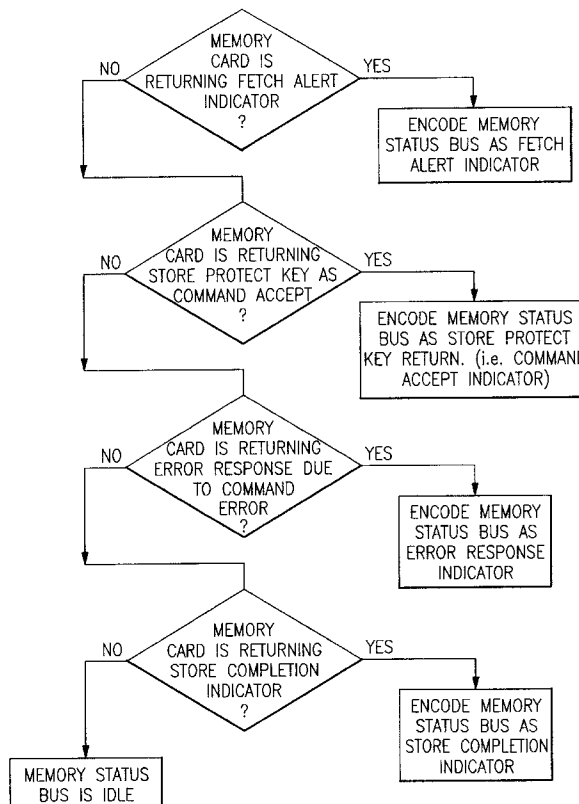 MEMORY
CARD IS
RETURNING FETCH ALERT
INDICATOR
?
NO
YES
ENCODE MEMORY
STATUS BUS AS FETCH
ALERT INDICATOR
MEMORY
CARD IS RETURNING
STORE PROTECT KEY AS
COMMAND ACCEPT
?
NO
YES
ENCODE MEMORY STATUS
BUS AS STORE PROTECT
KEY RETURN. (i.e. COMMAND
ACCEPT INDICATOR)
MEMORY
CARD IS RETURNING
ERROR RESPONSE DUE
TO COMMAND
ERROR
?
NO
YES
ENCODE MEMORY
STATUS BUS AS
ERROR RESPONSE
INDICATOR
MEMORY
CARD IS RETURNING
STORE COMPLETION
INDICATOR
?
NO
YES
ENCODE MEMORY
STATUS BUS AS
STORE COMPLETION
INDICATOR
MEMORY STATUS
BUS IS IDLE